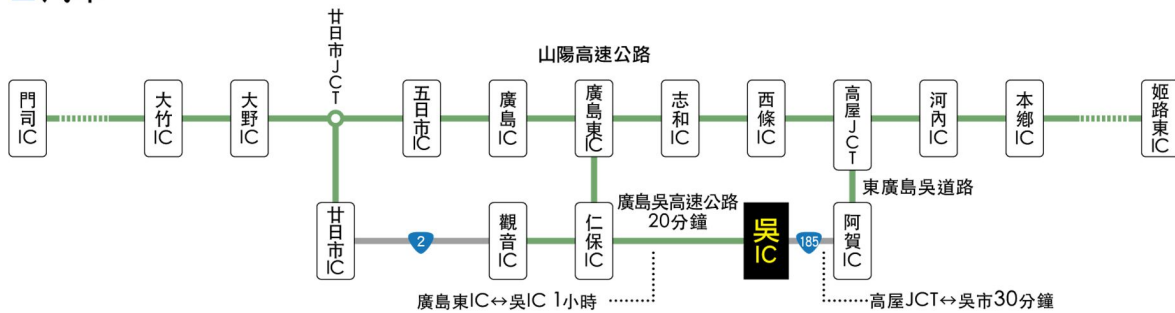 廿日市JCT
山陽高速公路
門司IC
大竹IC
大野IC
五日市IC
廣島IC
廣島東IC
志和IC
西條IC
高屋JCT
河內IC
本鄉IC
姬路東IC
東廣島吳道路
廣島吳高速公路
20分鐘
廿日市IC
2
觀音IC
仁保IC
吳IC
185
阿賀IC
廣島東IC↔吳IC 1小時
高屋JCT↔吳市30分鐘